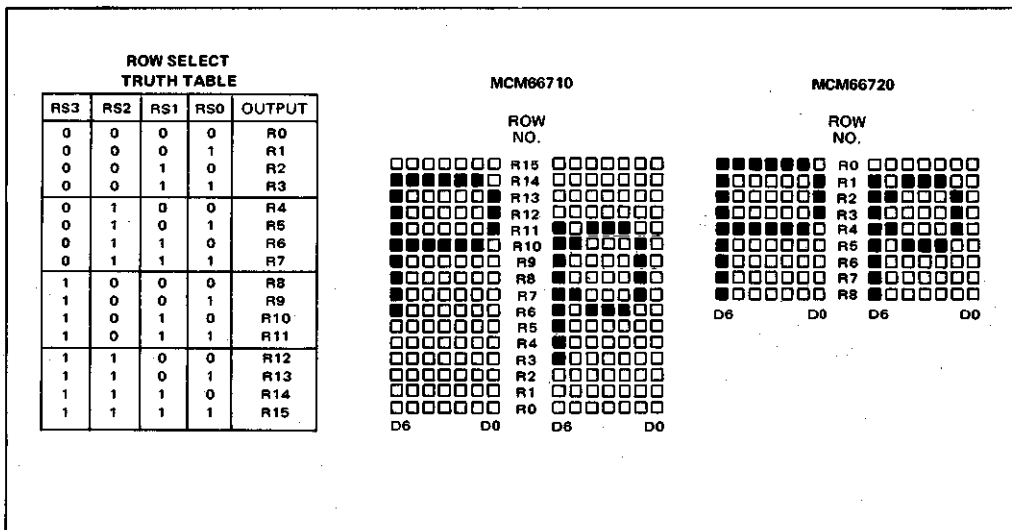 ROW SELECT
TRUTH TABLE
RS3 RS2 RS1 RS0 OUTPUT
0 0 0 0 R0
0 0 0 1 R1
0 0 1 0 R2
0 0 1 1 R3
0 1 0 0 R4
0 1 0 1 R5
0 1 1 0 R6
0 1 1 1 R7
1 0 0 0 R8
1 0 0 1 R9
1 0 1 0 R10
1 0 1 1 R11
1 1 0 0 R12
1 1 0 1 R13
1 1 1 0 R14
1 1 1 1 R15
MCM66710
ROW
NO.
R15
R14
R13
R12
R11
R10
R9
R8
R7
R6
R5
R4
R3
R2
R1
R0
D6 D0 D6 D0
MCM66720
ROW
NO.
R0
R1
R2
R3
R4
R5
R6
R7
R8
D6 D0 D6 D0